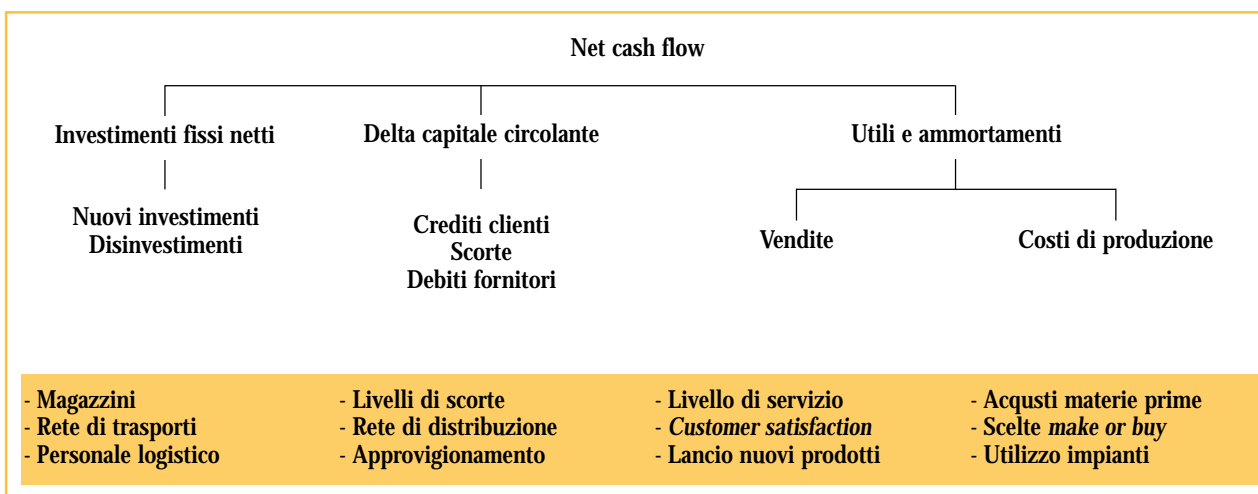 Net cash flow
Investimenti fissi netti
Delta capitale circolante
Utili e ammortamenti
Nuovi investimenti
Disinvestimenti
Crediti clienti
Scorte
Debiti fornitori
Vendite
Costi di produzione
- Magazzini
- Rete di trasporti
- Personale logistico
- Livelli di scorte
- Rete di distribuzione
- Approvigionamento
- Livello di servizio
- Customer satisfaction
- Lancio nuovi prodotti
- Acqusti materie prime
- Scelte make or buy
- Utilizzo impianti